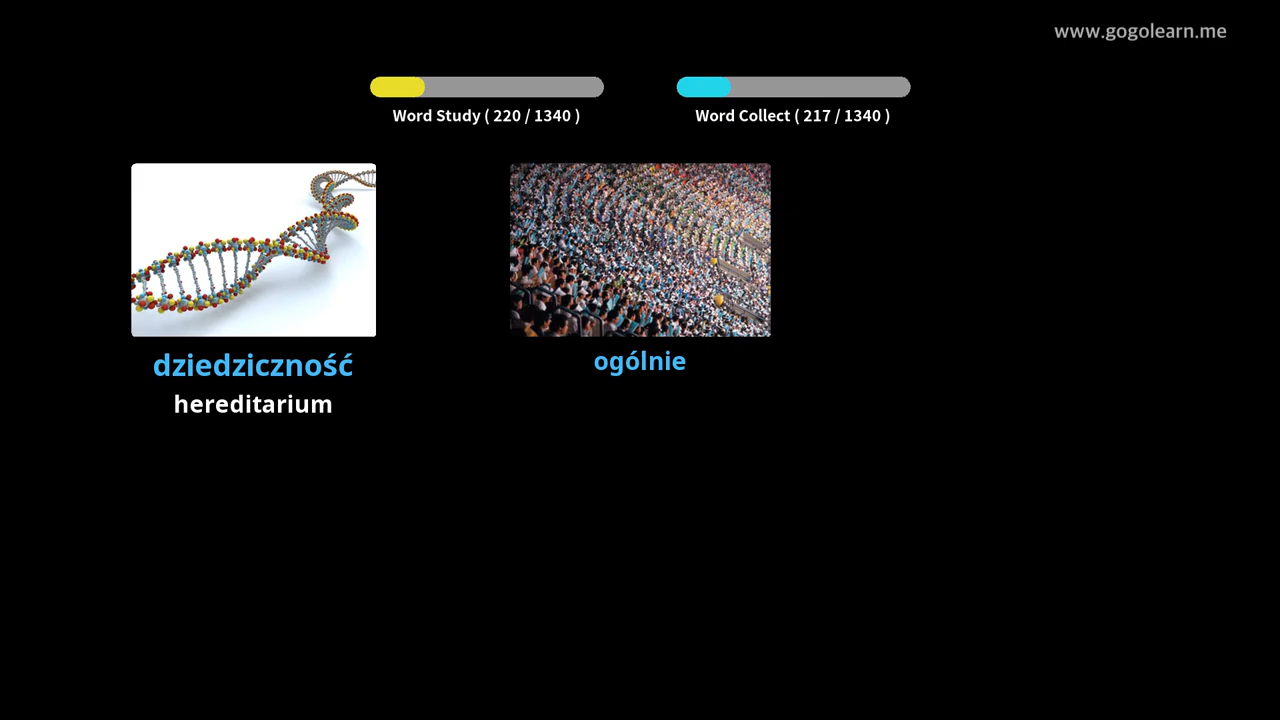 www.gogolearn.me
Word Study ( 220 / 1340 )
Word Collect ( 217 / 1340 )
dziedziczność
hereditarium
ogólnie